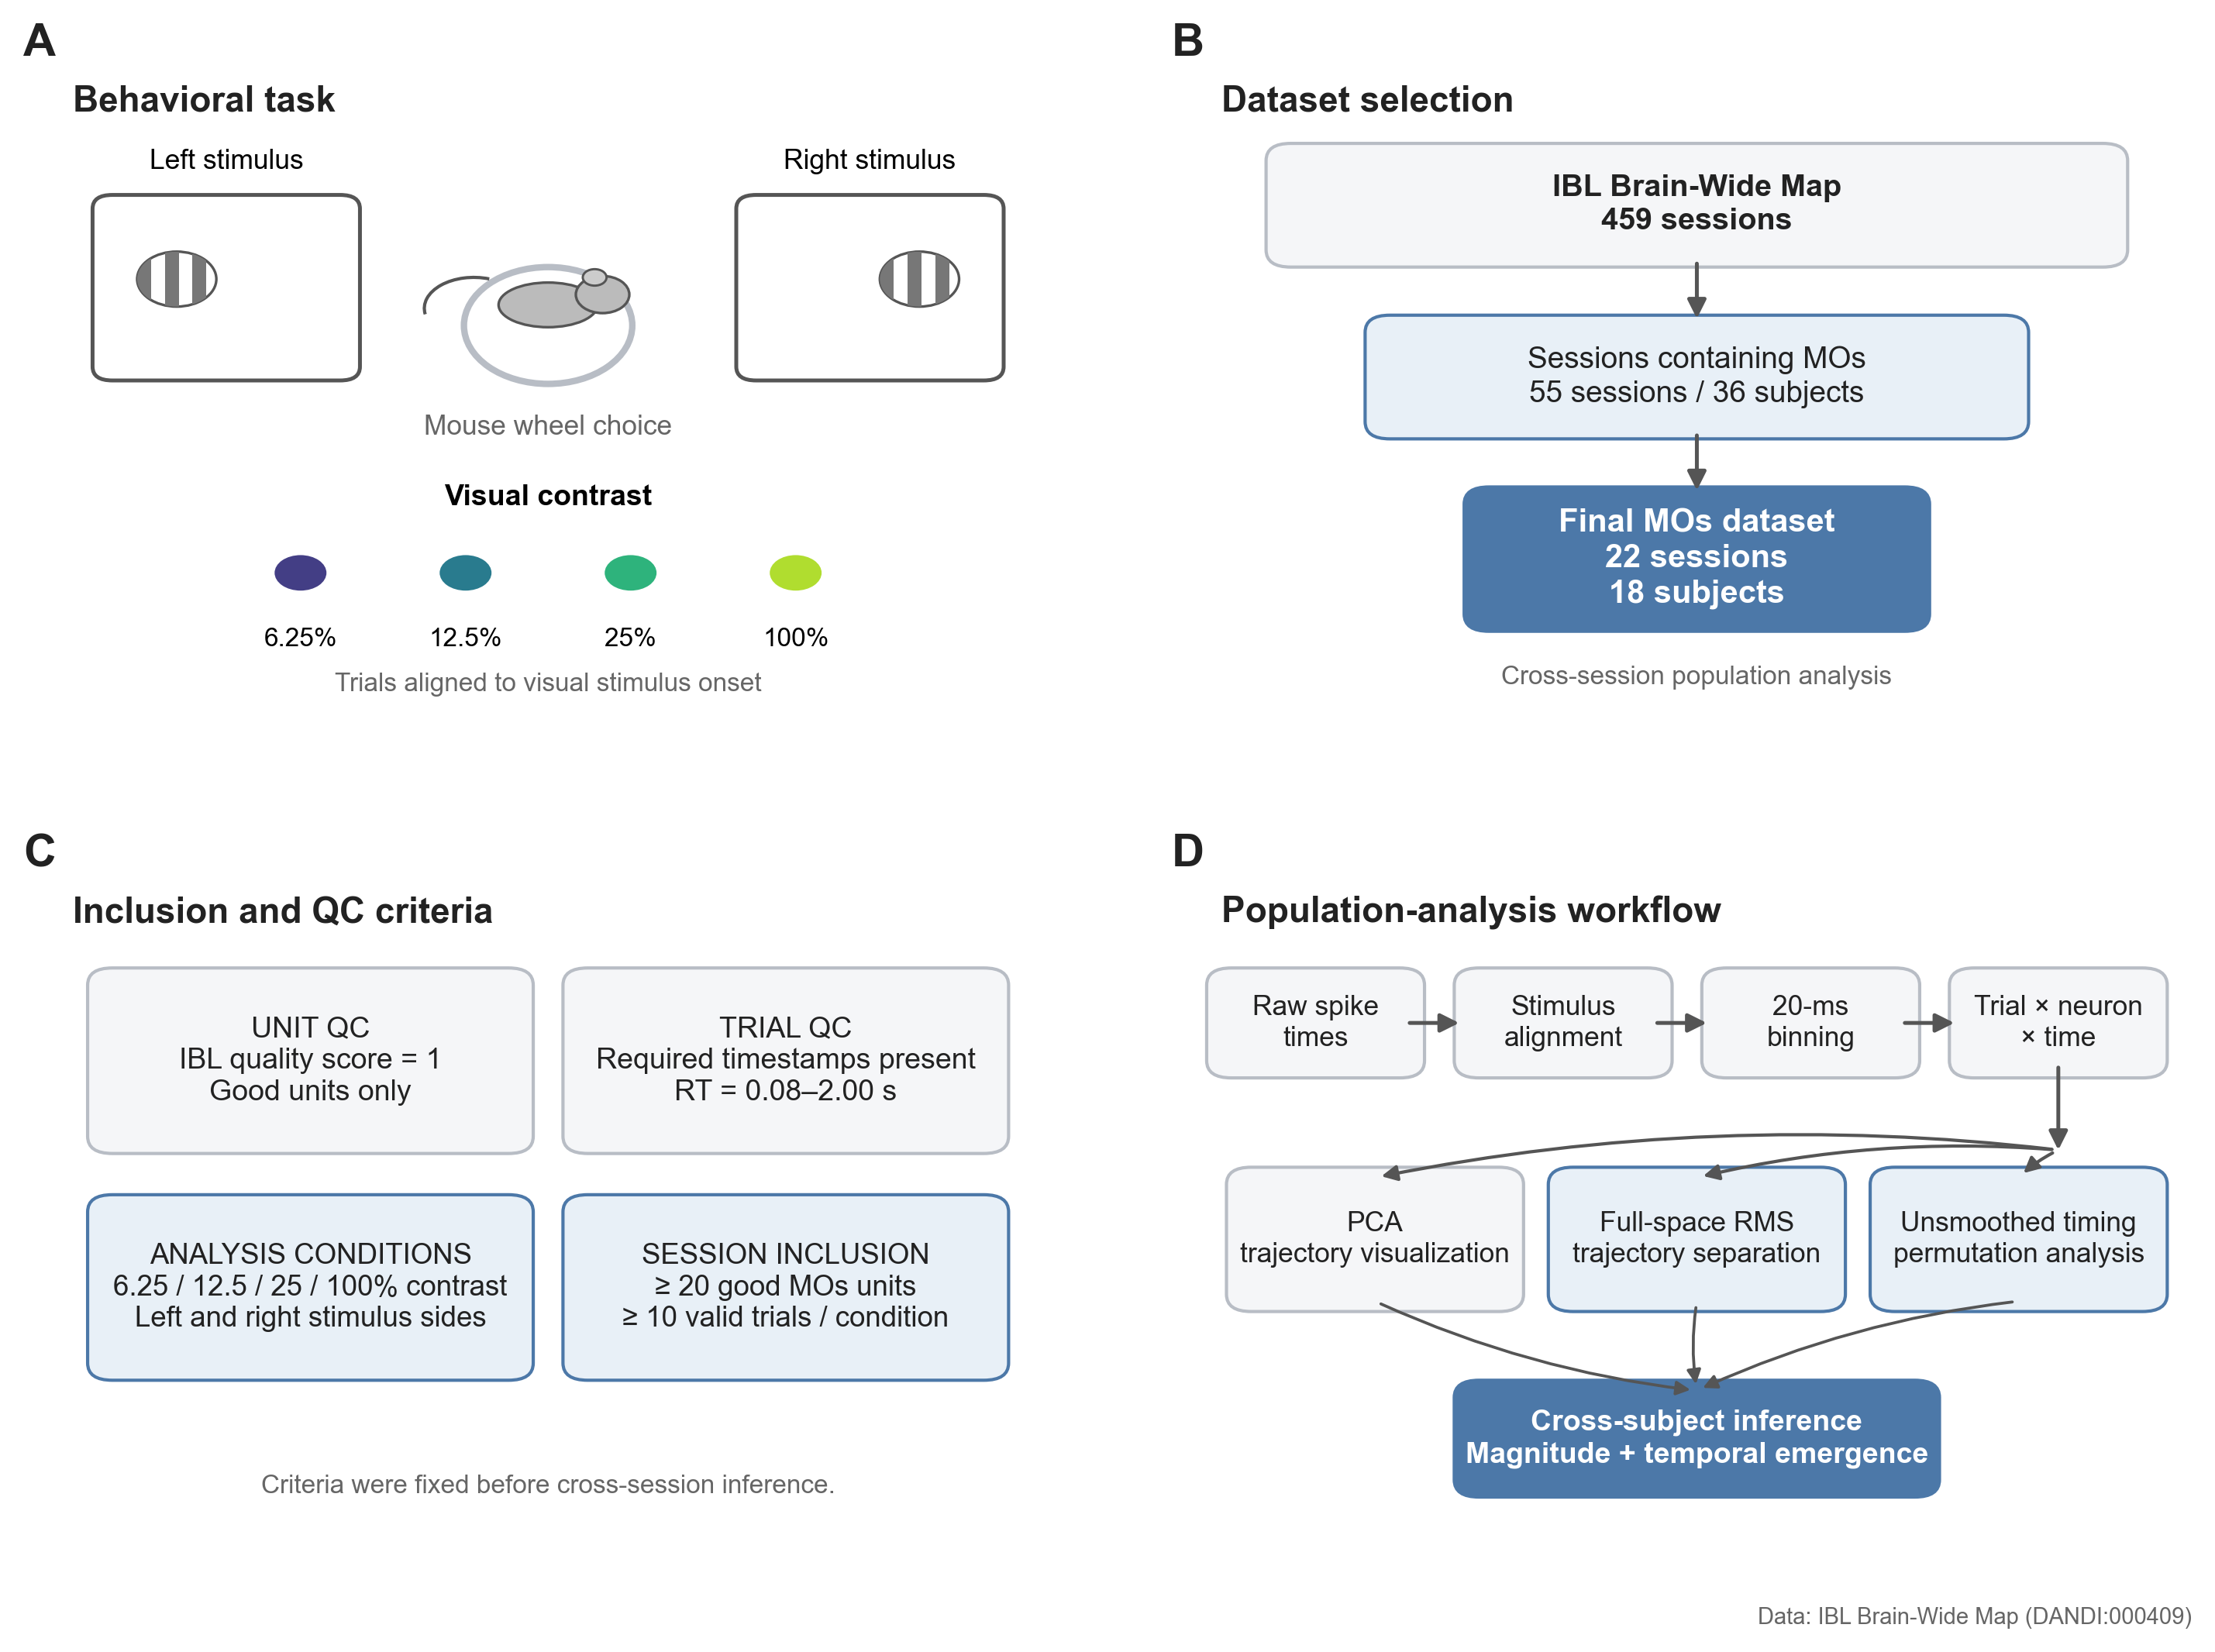 A
Behavioral task
Left stimulus
Right stimulus
Mouse wheel choice
Visual contrast
6.25%
12.5%
25%
100%
Trials aligned to visual stimulus onset
B
Dataset selection
IBL Brain-Wide Map
459 sessions
Sessions containing MOs
55 sessions / 36 subjects
Final MOs dataset
22 sessions
18 subjects
Cross-session population analysis
C
Inclusion and QC criteria
UNIT QC
IBL quality score = 1
Good units only
TRIAL QC
Required timestamps present
RT = 0.08–2.00 s
ANALYSIS CONDITIONS
6.25 / 12.5 / 25 / 100% contrast
Left and right stimulus sides
SESSION INCLUSION
≥ 20 good MOs units
≥ 10 valid trials / condition
Criteria were fixed before cross-session inference.
D
Population-analysis workflow
Raw spike
times
Stimulus
alignment
20-ms
binning
Trial × neuron
× time
PCA
trajectory visualization
Full-space RMS
trajectory separation
Unsmoothed timing
permutation analysis
Cross-subject inference
Magnitude + temporal emergence
Data: IBL Brain-Wide Map (DANDI:000409)